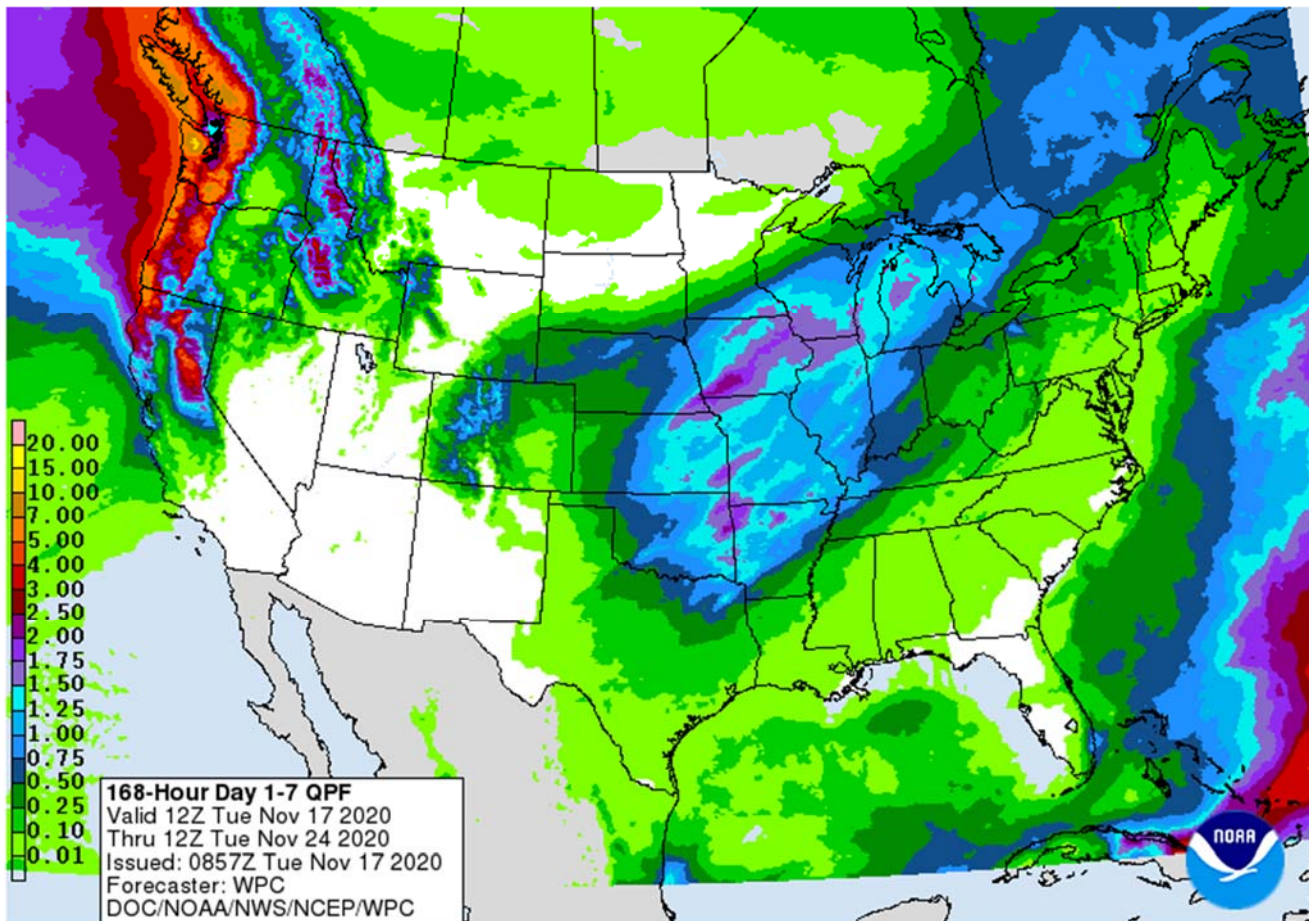 20.00
15.00
10.00
7.00
5.00
4.00
3.00
2.50
2.00
1.75
1.50
1.25
1.00
0.75
0.50
0.25
0.10
0.01
168-Hour Day 1-7 QPF
Valid 12Z Tue Nov 17 2020
Thru 12Z Tue Nov 24 2020
Issued: 0857Z Tue Nov 17 2020
Forecaster: WPC
DOC/NOAA/NWS/NCEP/WPC
NOAA